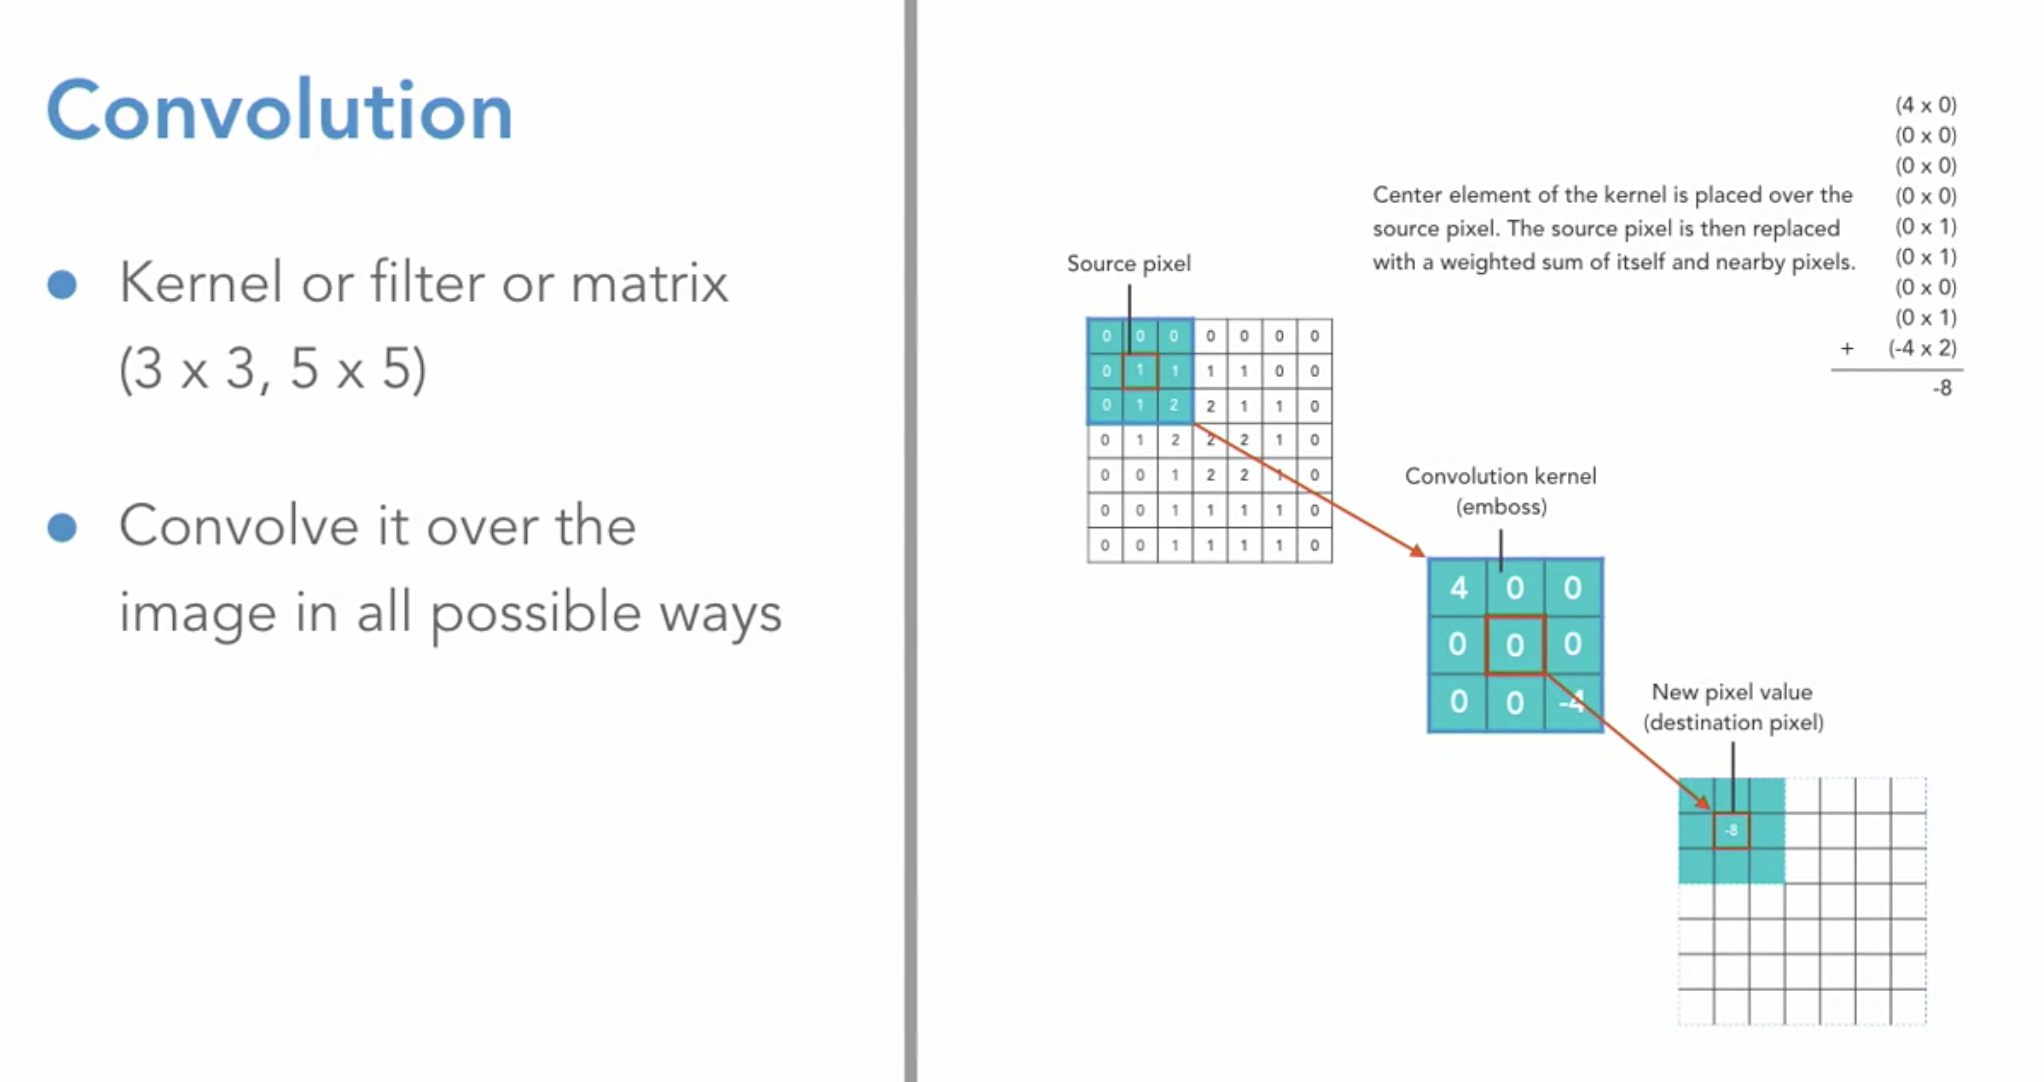 Convolution
Kernel or filter or matrix
(3 x 3, 5 x 5)
Convolve it over the
image in all possible ways
(4 x 0)
(0 x 0)
(0 x 0)
(0 x 0)
(0 x 1)
(0 x 1)
(0 x 0)
(0 x 1)
+ (-4 x 2)
-8
Center element of the kernel is placed over the
source pixel. The source pixel is then replaced
with a weighted sum of itself and nearby pixels.
Source pixel
0 0 0 0 0 0 0
0 1 1 1 1 0 0
0 1 2 2 1 1 0
0 1 2 2 2 1 0
0 0 1 2 2 1 0
0 0 1 1 1 1 0
0 0 1 1 1 1 0
Convolution kernel
(emboss)
4 0 0
0 0 0
0 0 -4
New pixel value
(destination pixel)
-8